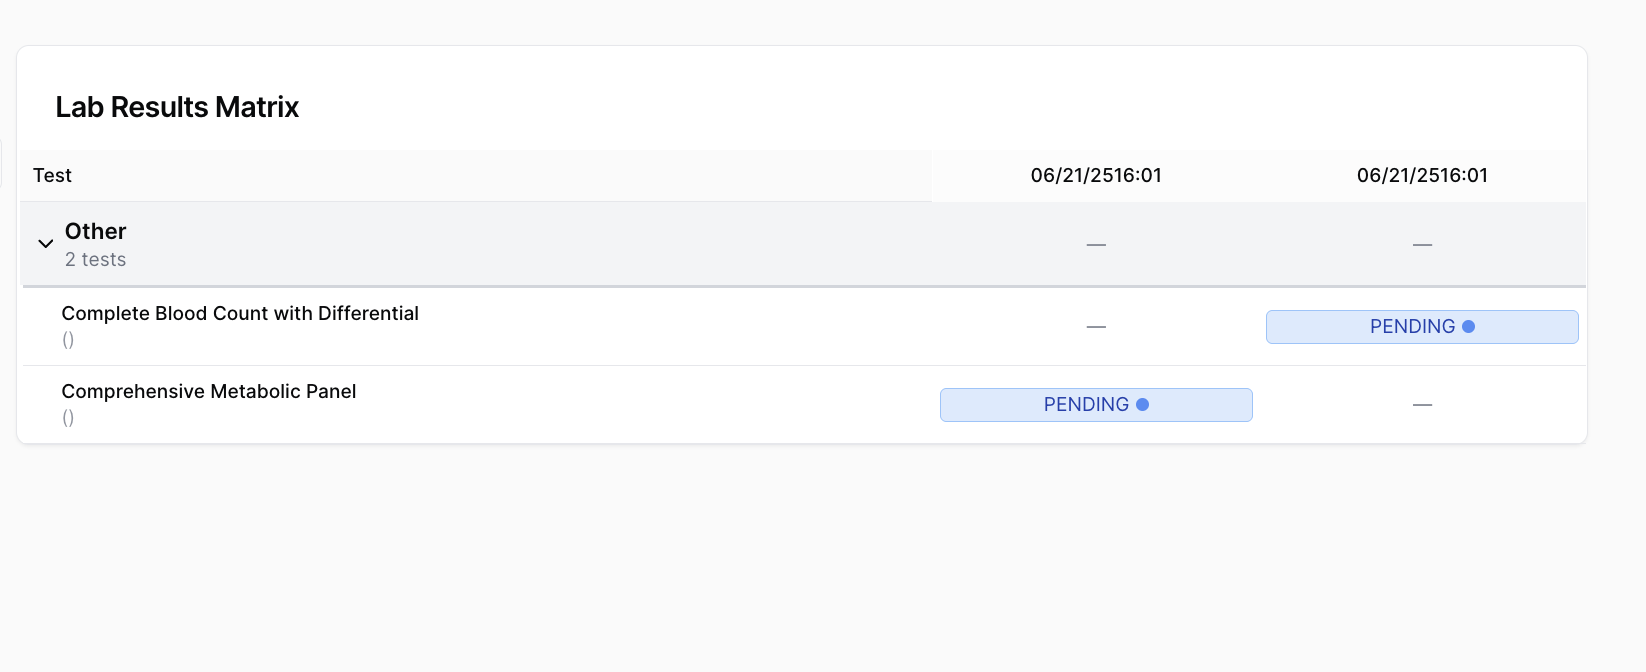 Lab Results Matrix
Test 06/21/2516:01 06/21/2516:01
Other
2 tests
— —
Complete Blood Count with Differential
()
— PENDING
Comprehensive Metabolic Panel
()
PENDING —